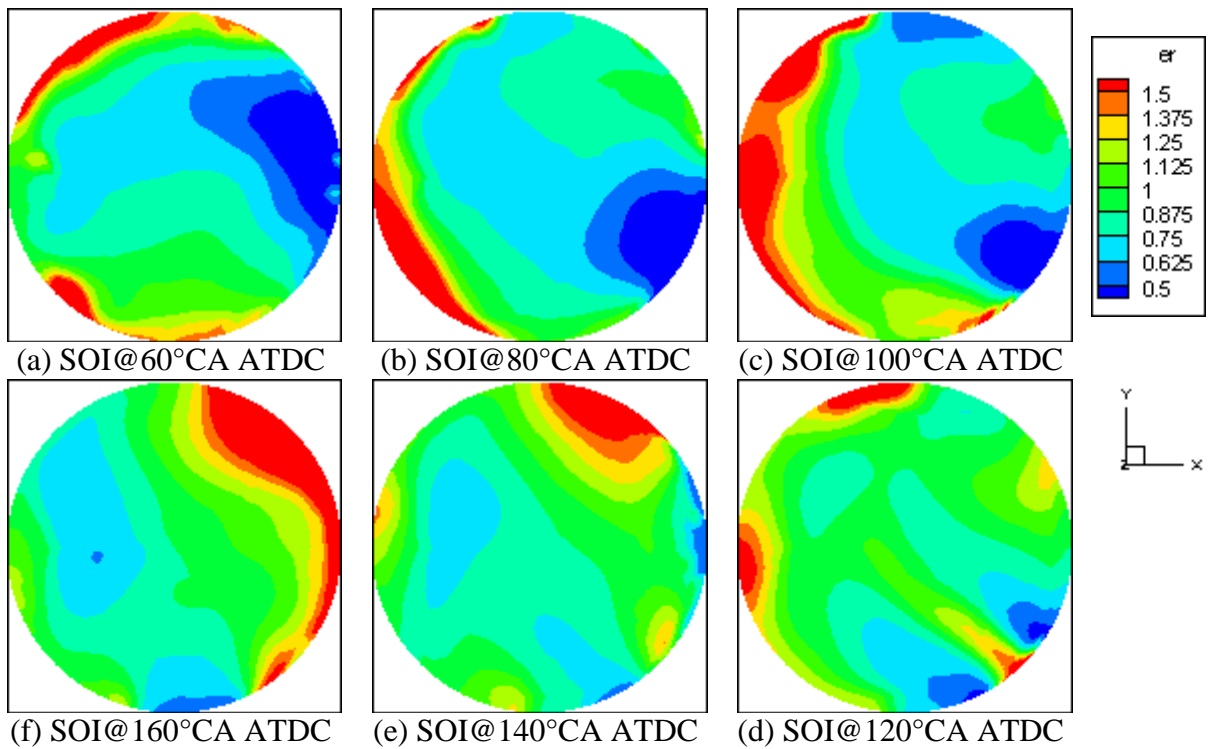 er
1.5
1.375
1.25
1.125
1
0.875
0.75
0.625
0.5
(a) SOI@60°CA ATDC
(b) SOI@80°CA ATDC
(c) SOI@100°CA ATDC
Y
Z
X
(f) SOI@160°CA ATDC
(e) SOI@140°CA ATDC
(d) SOI@120°CA ATDC